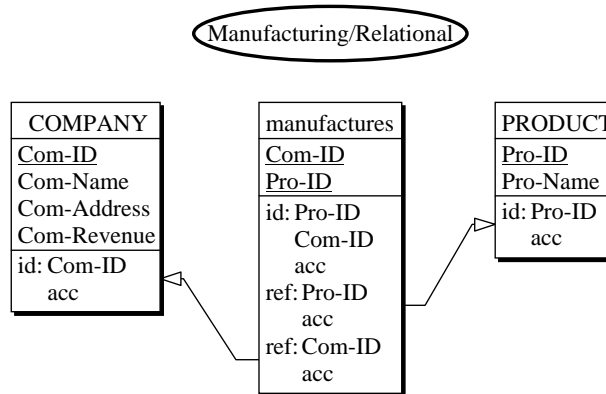 Manufacturing/Relational
COMPANY
Com-ID
Com-Name
Com-Address
Com-Revenue
id: Com-ID
acc
manufactures
Com-ID
Pro-ID
id: Pro-ID
Com-ID
acc
ref: Pro-ID
acc
ref: Com-ID
acc
PRODUCT
Pro-ID
Pro-Name
id: Pro-ID
acc